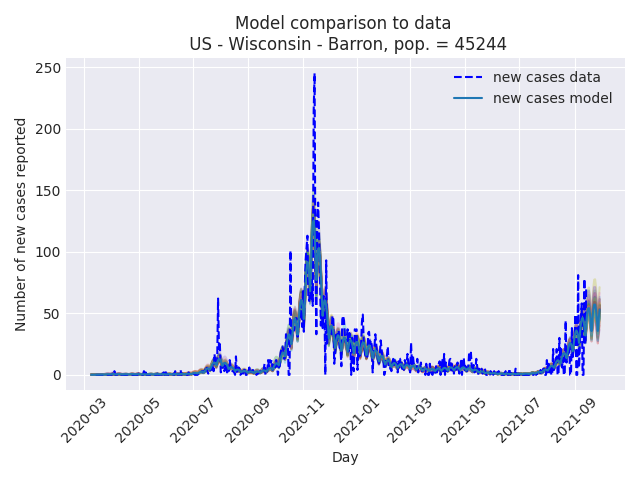 Model comparison to data
US - Wisconsin - Barron, pop. = 45244
new cases data
new cases model
Number of new cases reported
250
200
150
100
50
0
2020-03
2020-05
2020-07
2020-09
2020-11
2021-01
2021-03
2021-05
2021-07
2021-09
Day